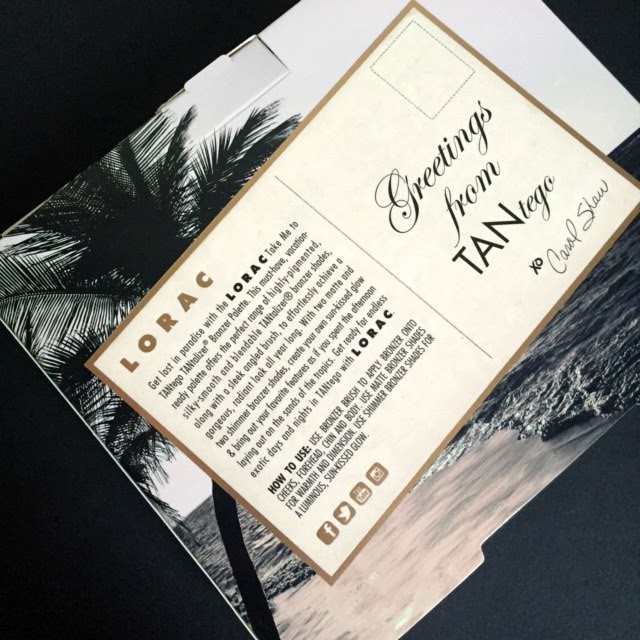 LORAC
Get lost in paradise with the LORAC Take Me to
TANtego TANtalizer® Bronzer Palette. This must-have, vacation-
ready palette offers the perfect range of highly-pigmented,
silky-smooth and blendable TANtalizer® bronzer shades,
along with a sleek angled brush, to effortlessly achieve a
gorgeous, radiant look all year long. With two matte and
two shimmer bronzer shades, create your own sun-kissed glow
& bring out your favorite features as if you spent the afternoon
laying out on the sands of the tropics. Get ready for endless
exotic days and nights in TANtego with LORAC
HOW TO USE: USE BRONZER BRUSH TO APPLY BRONZER ONTO
CHEEKS, FOREHEAD, CHIN AND BODY. USE MATTE BRONZER SHADES
FOR WARMTH AND DIMENSION. USE SHIMMER BRONZER SHADES FOR
A LUMINOUS, SUN-KISSED GLOW.
Greetings
from
TANtego
xo Carol Shaw